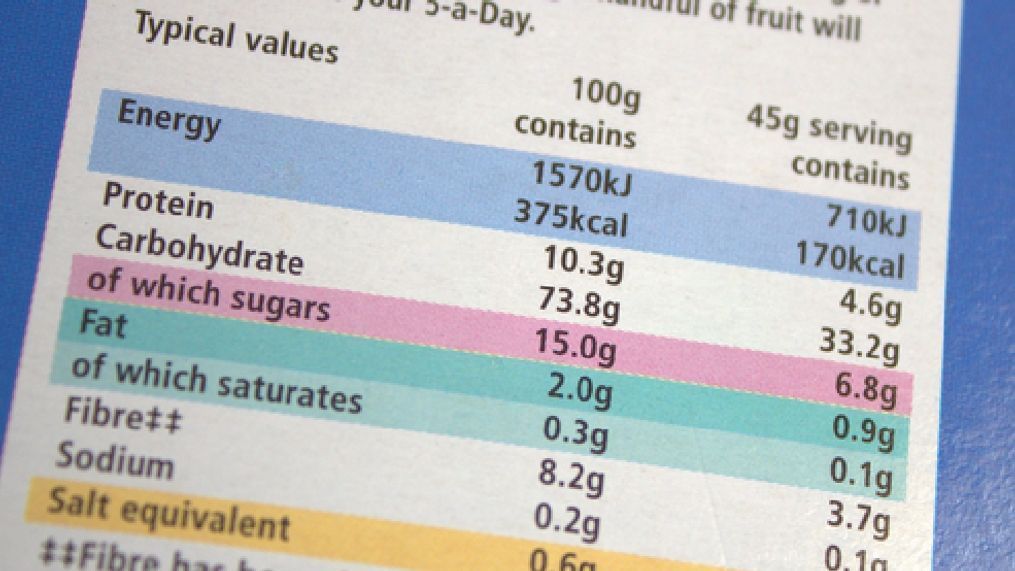 your 5-a-Day. of fruit will
Typical values
100g contains 45g serving contains
Energy 1570kJ 710kJ
375kcal 170kcal
Protein 10.3g 4.6g
Carbohydrate 73.8g 33.2g
of which sugars 15.0g 6.8g
Fat 2.0g 0.9g
of which saturates 0.3g 0.1g
Fibre‡‡ 8.2g 3.7g
Sodium 0.2g 0.1g
Salt equivalent 0.6g
‡‡Fibre has